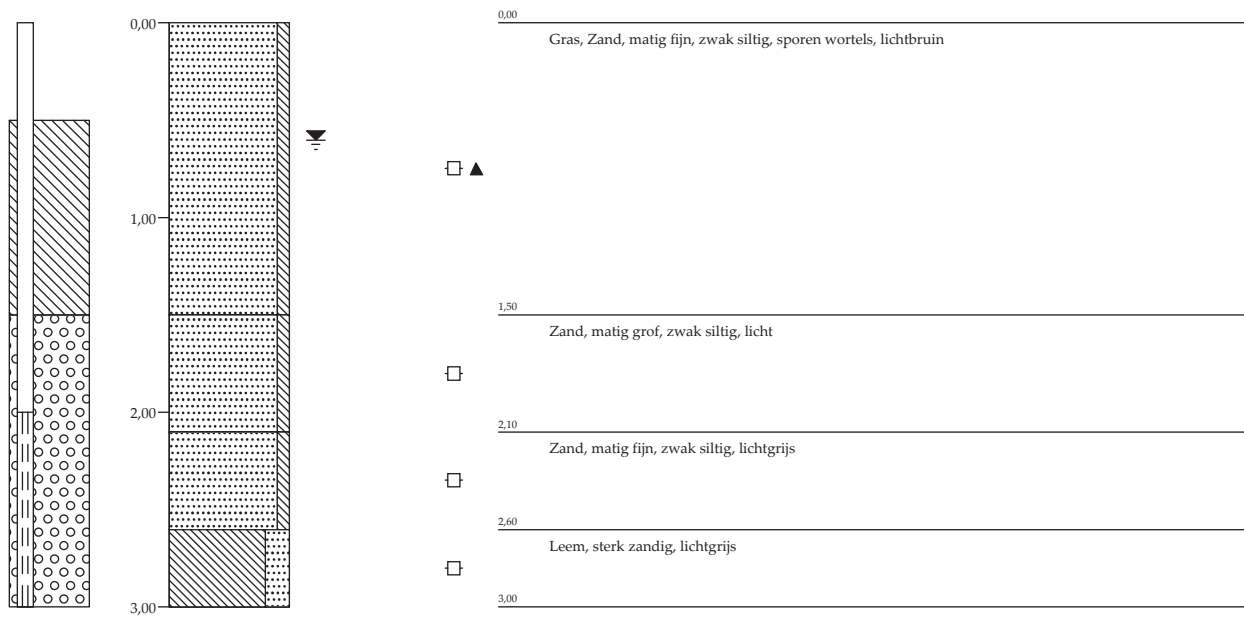 0,00
1,00
2,00
3,00
0,00
Gras, Zand, matig fijn, zwak siltig, sporen wortels, lichtbruin
1,50
Zand, matig grof, zwak siltig, licht
2,10
Zand, matig fijn, zwak siltig, lichtgrijs
2,60
Leem, sterk zandig, lichtgrijs
3,00